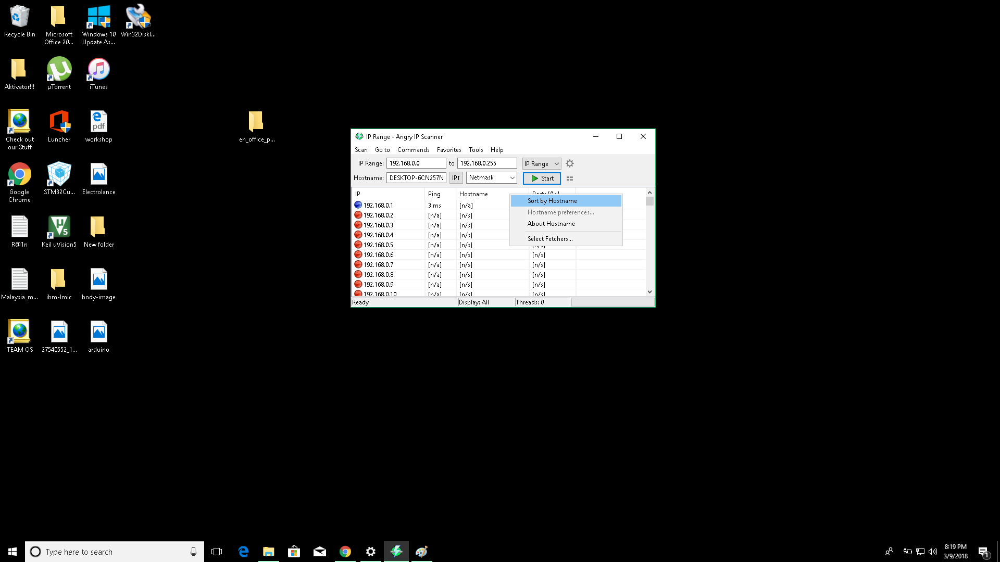 Recycle Bin
Microsoft
Office 20...
Windows 10
Update As...
Win32DiskI...
Aktivator!!!
µTorrent
iTunes
Check out
our Stuff
Luncher
workshop
en_office_p...
Google
Chrome
STM32Cu...
Electrolance
R@1n
Keil uVision5
New folder
Malaysia_m...
ibm-lmic
body-image
TEAM OS
27540552_1...
arduino
IP Range - Angry IP Scanner
Scan Go to Commands Favorites Tools Help
IP Range: 192.168.0.0 to 192.168.0.255 IP Range
Hostname: DESKTOP-6CN257N IP↑ Netmask Start
IP Ping Hostname Ports [0+]
192.168.0.1 3 ms [n/a]
192.168.0.2 [n/a] [n/s]
192.168.0.3 [n/a] [n/s]
192.168.0.4 [n/a] [n/s]
192.168.0.5 [n/a] [n/s] [n/s]
192.168.0.6 [n/a] [n/s] [n/s]
192.168.0.7 [n/a] [n/s] [n/s]
192.168.0.8 [n/a] [n/s] [n/s]
192.168.0.9 [n/a] [n/s] [n/s]
192.168.0.10 [n/a] [n/s] [n/s]
Sort by Hostname
Hostname preferences...
About Hostname
Select Fetchers...
Ready Display: All Threads: 0
Type here to search
8:19 PM
3/9/2018
1